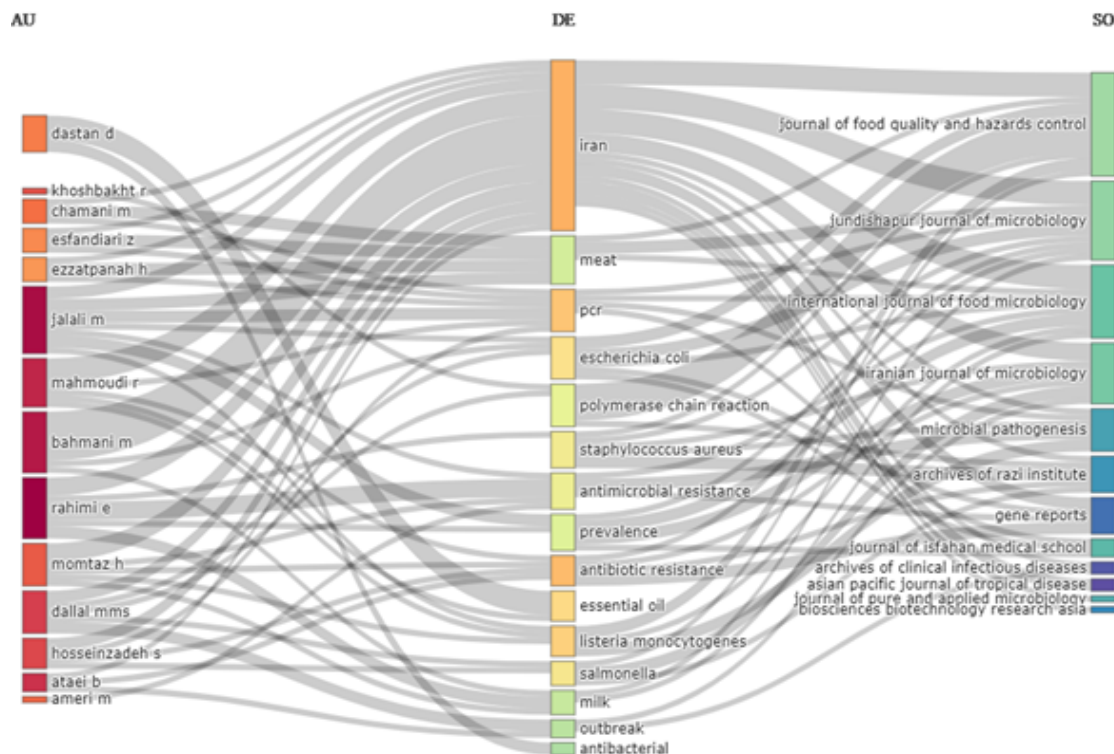 AU
DE
SO
dastan d
khoshbakht r
chamani m
esfandiari z
ezzatpanah h
jalali m
mahmoudi r
bahmani m
rahimi e
momtaz h
dallal mms
hosseinzadeh s
ataei b
ameri m
iran
meat
pcr
escherichia coli
polymerase chain reaction
staphylococcus aureus
antimicrobial resistance
prevalence
antibiotic resistance
essential oil
listeria monocytogenes
salmonella
milk
outbreak
antibacterial
journal of food quality and hazards control
jundishapur journal of microbiology
international journal of food microbiology
iranian journal of microbiology
microbial pathogenesis
archives of razi institute
gene reports
journal of isfahan medical school
archives of clinical infectious diseases
asian pacific journal of tropical disease
journal of pure and applied microbiology
biosciences biotechnology research asia